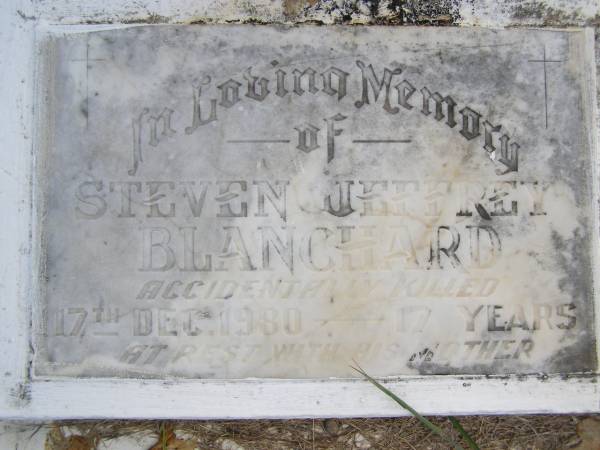 In Loving Memory
of
STEVEN JEFFREY
BLANCHARD
ACCIDENTALLY KILLED
17TH DEC. 1980 — 17 YEARS
AT REST WITH HIS MOTHER